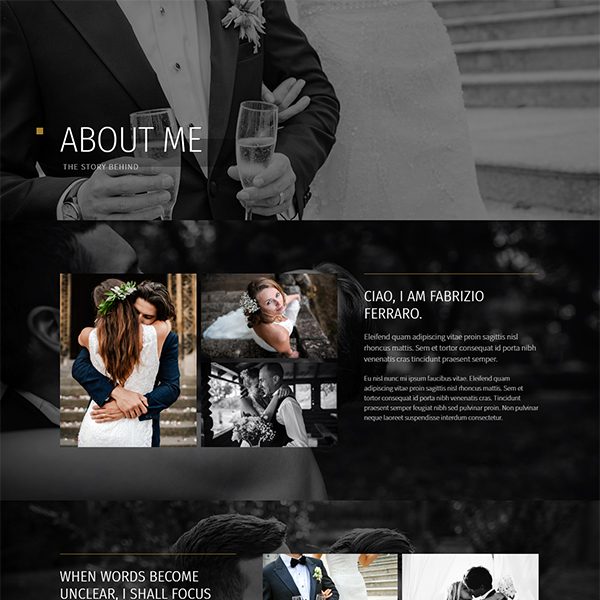 ABOUT ME
THE STORY BEHIND
CIAO, I AM FABRIZIO
FERRARO.
Eleifend quam adipiscing vitae proin sagittis nisl
rhoncus mattis. Sem et tortor consequat id porta nibh
venenatis cras tincidunt praesent semper.
Eu nisl nunc mi ipsum faucibus vitae. Eleifend quam
adipiscing vitae proin sagittis nisl rhoncus mattis. Sem et
tortor consequat id porta nibh venenatis cras. Tincidunt
praesent semper feugiat nibh sed pulvinar proin. Non pulvinar
neque laoreet suspendisse interdum consectetur.
WHEN WORDS BECOME
UNCLEAR, I SHALL FOCUS